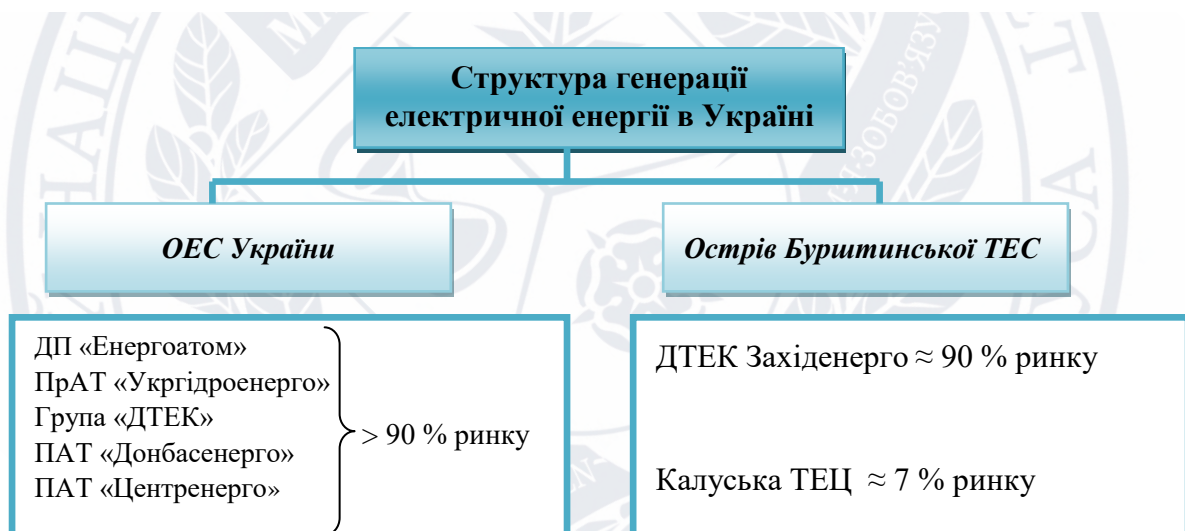 Структура генерації
електричної енергії в Україні
ОЕС України
Острів Бурштинської ТЕС
ДП «Енергоатом»
ПрАТ «Укргідроенерго»
Група «ДТЕК»
ПАТ «Донбасенерго»
ПАТ «Центренерго»
> 90 % ринку
ДТЕК Західенерго ≈ 90 % ринку
Калуська ТЕЦ ≈ 7 % ринку